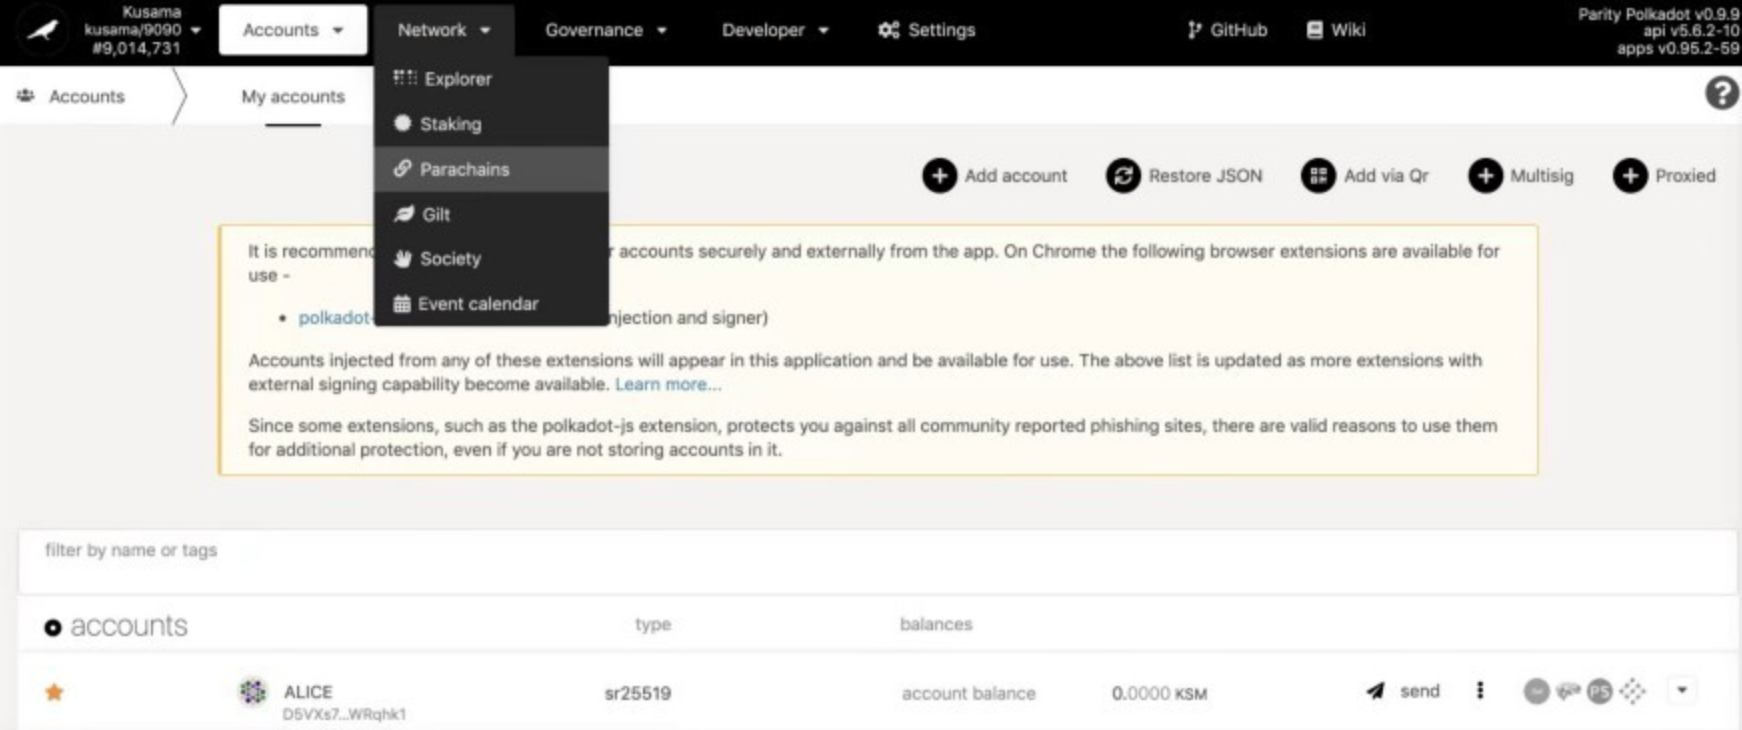 Kusama
kusama/9090
#9,014,731
Accounts
Network
Governance
Developer
Settings
GitHub
Wiki
Parity Polkadot v0.9.9
api v5.6.2-10
apps v0.95.2-59
Accounts
My accounts
Explorer
Staking
Parachains
Gilt
Society
Event calendar
Add account
Restore JSON
Add via Qr
Multisig
Proxied
It is recommend r accounts securely and externally from the app. On Chrome the following browser extensions are available for
use -
polkadot- njection and signer)
Accounts injected from any of these extensions will appear in this application and be available for use. The above list is updated as more extensions with
external signing capability become available. Learn more...
Since some extensions, such as the polkadot-js extension, protects you against all community reported phishing sites, there are valid reasons to use them
for additional protection, even if you are not storing accounts in it.
filter by name or tags
accounts
type
balances
ALICE
D5VXs7...WRqhk1
sr25519
account balance
0.0000 KSM
send
PS